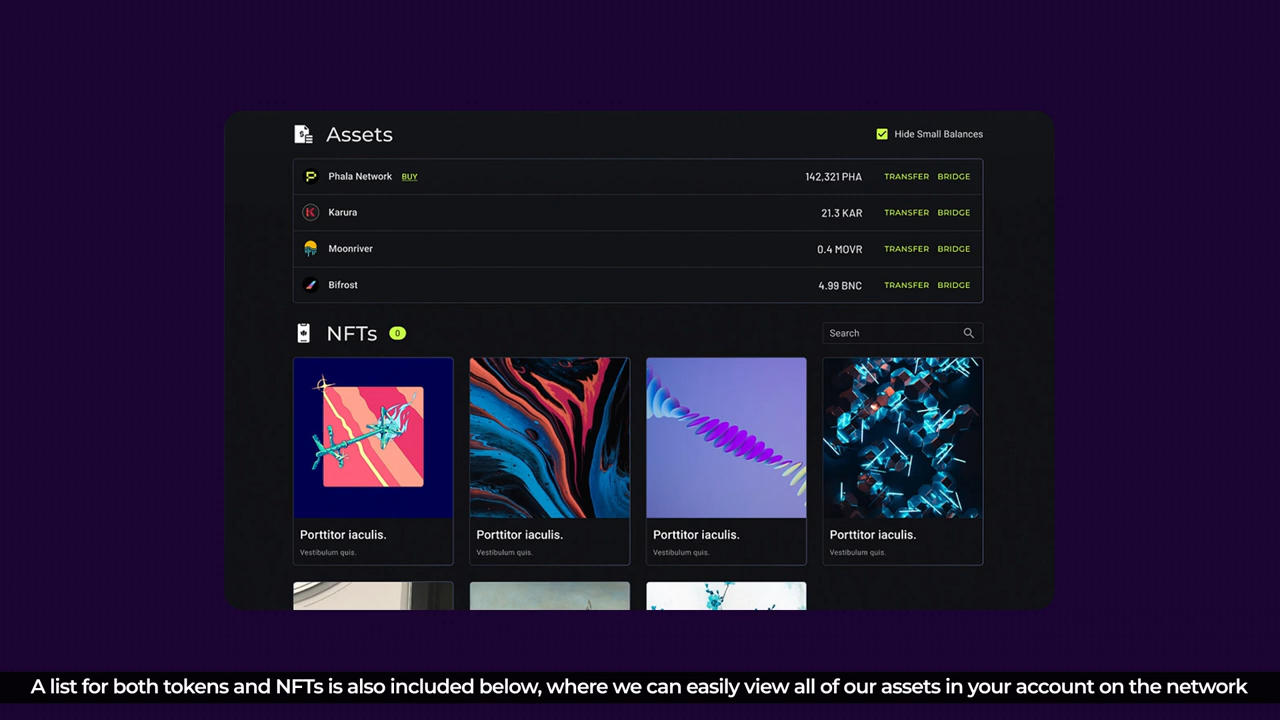 Assets
Hide Small Balances
Phala Network BUY 142,321 PHA TRANSFER BRIDGE
Karura 21.3 KAR TRANSFER BRIDGE
Moonriver 0.4 MOVR TRANSFER BRIDGE
Bifrost 4.99 BNC TRANSFER BRIDGE
NFTs 0
Search
Porttitor iaculis. Porttitor iaculis. Porttitor iaculis. Porttitor iaculis.
Vestibulum quis. Vestibulum quis. Vestibulum quis. Vestibulum quis.
A list for both tokens and NFTs is also included below, where we can easily view all of our assets in your account on the network